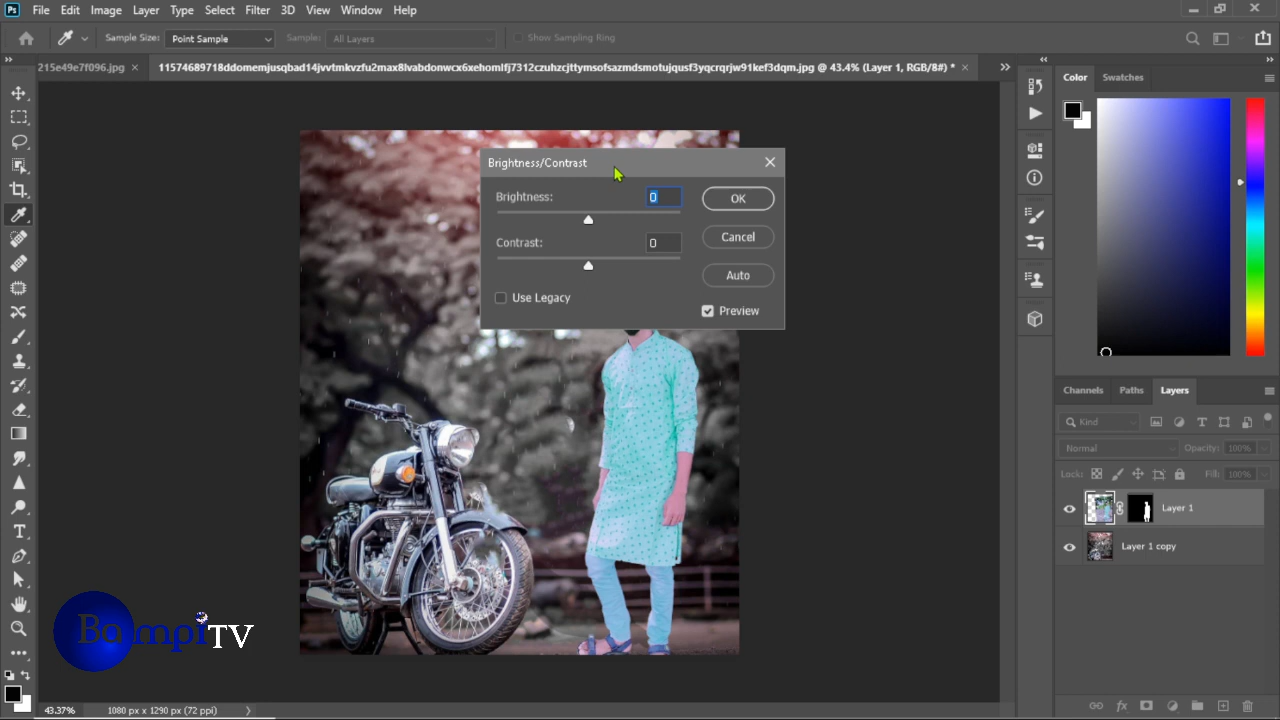 Ps File Edit Image Layer Type Select Filter 3D View Window Help
Sample Size: Point Sample Sample: All Layers Show Sampling Ring
215e49e7f096.jpg × 11574689718ddomemjusqbad14jvvtmkvzfu2max8lvabdonwcx6xehomlfj7312czuhzcjttymsofsazmdsmotujqusf3yqcrqrjw91kef3dqm.jpg @ 43.4% (Layer 1, RGB/8#) * ×
Color Swatches
Brightness/Contrast
Brightness: 0 OK
Contrast: 0 Cancel
Auto
Use Legacy
Preview
Channels Paths Layers
Kind
Normal Opacity: 100%
Lock: Fill: 100%
Layer 1
Layer 1 copy
BampiTV
43.37% 1080 px x 1290 px (72 ppi)